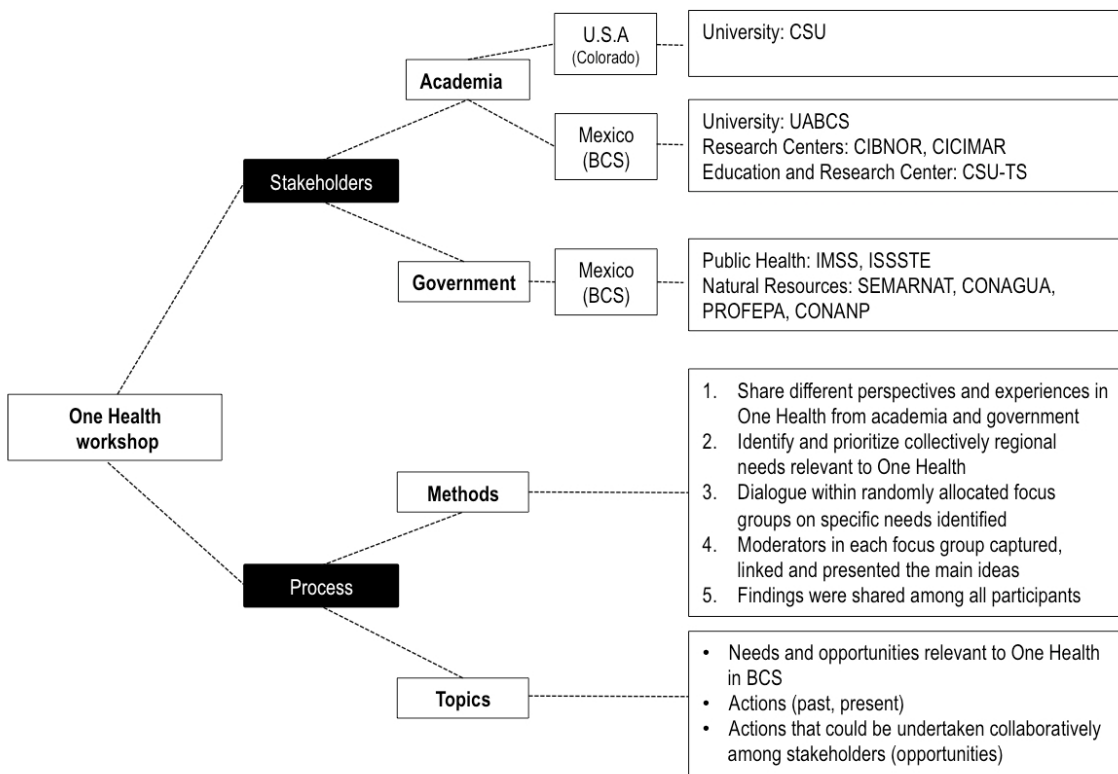 One Health
workshop
Stakeholders
Academia
U.S.A
(Colorado)
University: CSU
Mexico
(BCS)
University: UABCS
Research Centers: CIBNOR, CICIMAR
Education and Research Center: CSU-TS
Government
Mexico
(BCS)
Public Health: IMSS, ISSSTE
Natural Resources: SEMARNAT, CONAGUA,
PROFEPA, CONANP
Process
Methods
1. Share different perspectives and experiences in
One Health from academia and government
2. Identify and prioritize collectively regional
needs relevant to One Health
3. Dialogue within randomly allocated focus
groups on specific needs identified
4. Moderators in each focus group captured,
linked and presented the main ideas
5. Findings were shared among all participants
Topics
• Needs and opportunities relevant to One Health
in BCS
• Actions (past, present)
• Actions that could be undertaken collaboratively
among stakeholders (opportunities)